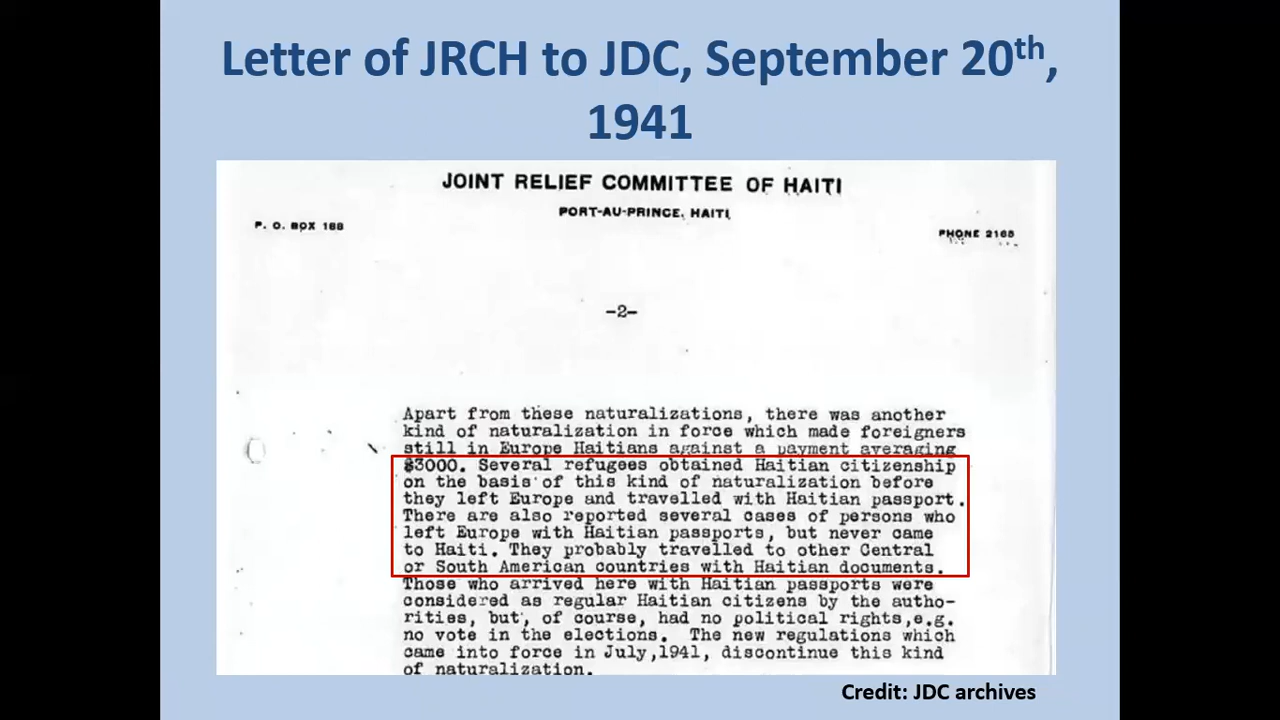 Letter of JRCH to JDC, September 20th,
1941
JOINT RELIEF COMMITTEE OF HAITI
PORT-AU-PRINCE, HAITI
P. O. BOX 188
PHONE 2165
-2-
Apart from these naturalizations, there was another
kind of naturalization in force which made foreigners
still in Europe Haitians against a payment averaging
$3000. Several refugees obtained Haitian citizenship
on the basis of this kind of naturalization before
they left Europe and travelled with Haitian passport.
There are also reported several cases of persons who
left Europe with Haitian passports, but never came
to Haiti. They probably travelled to other Central
or South American countries with Haitian documents.
Those who arrived here with Haitian passports were
considered as regular Haitian citizens by the autho-
rities, but, of course, had no political rights,e.g.
no vote in the elections. The new regulations which
came into force in July,1941, discontinue this kind
of naturalization.
Credit: JDC archives